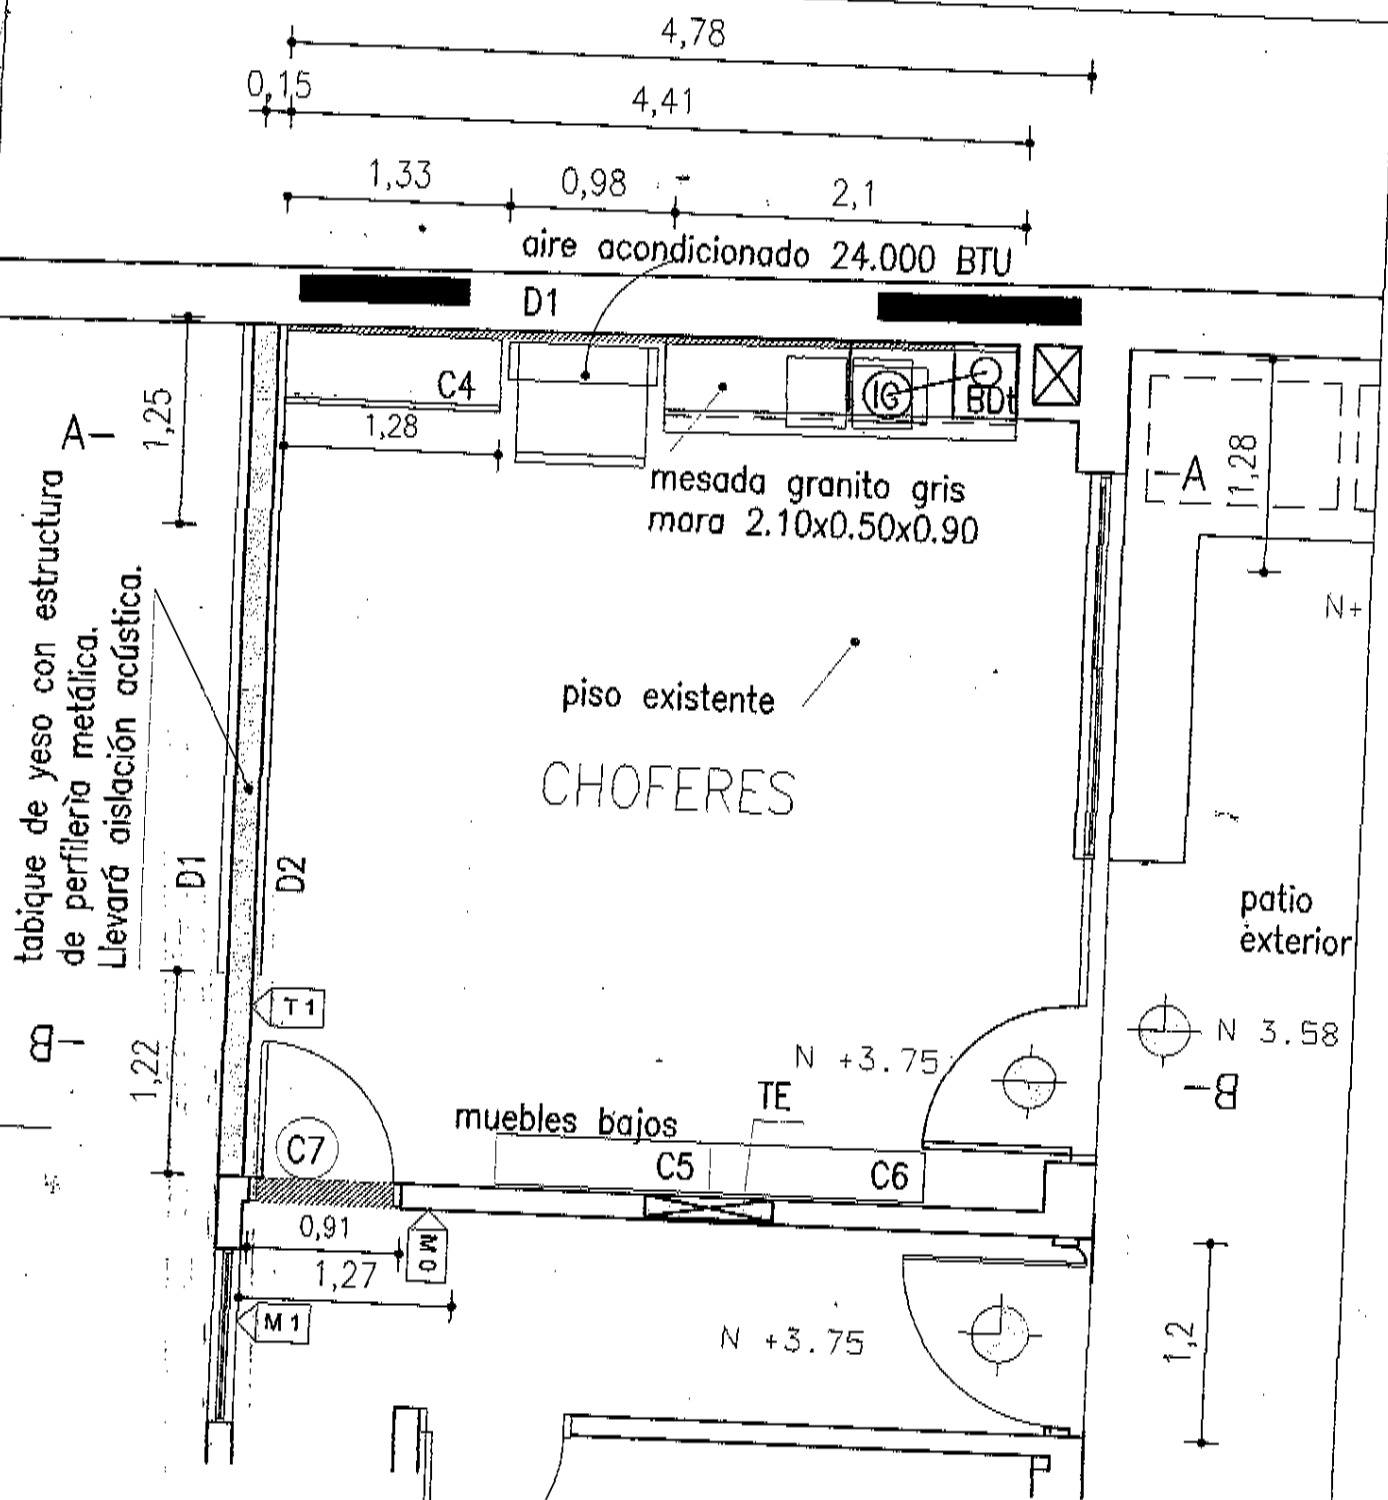 4,78
0,15
4,41
1,33
0,98
2,1
aire acondicionado 24.000 BTU
D1
C4
1,28
IG
BDt
1,25
A-
-A
1,28
mesada granito gris
mara 2.10x0.50x0.90
tabique de yeso con estructura
de perfilería metálica.
Llevará aislación acústica.
N+
piso existente
CHOFERES
D1
D2
patio
exterior
T1
B-
1,22
N +3.75
N 3.58
-B
TE
muebles bajos
C7
C5
C6
0,91
M0
1,27
M1
N +3.75
1,2